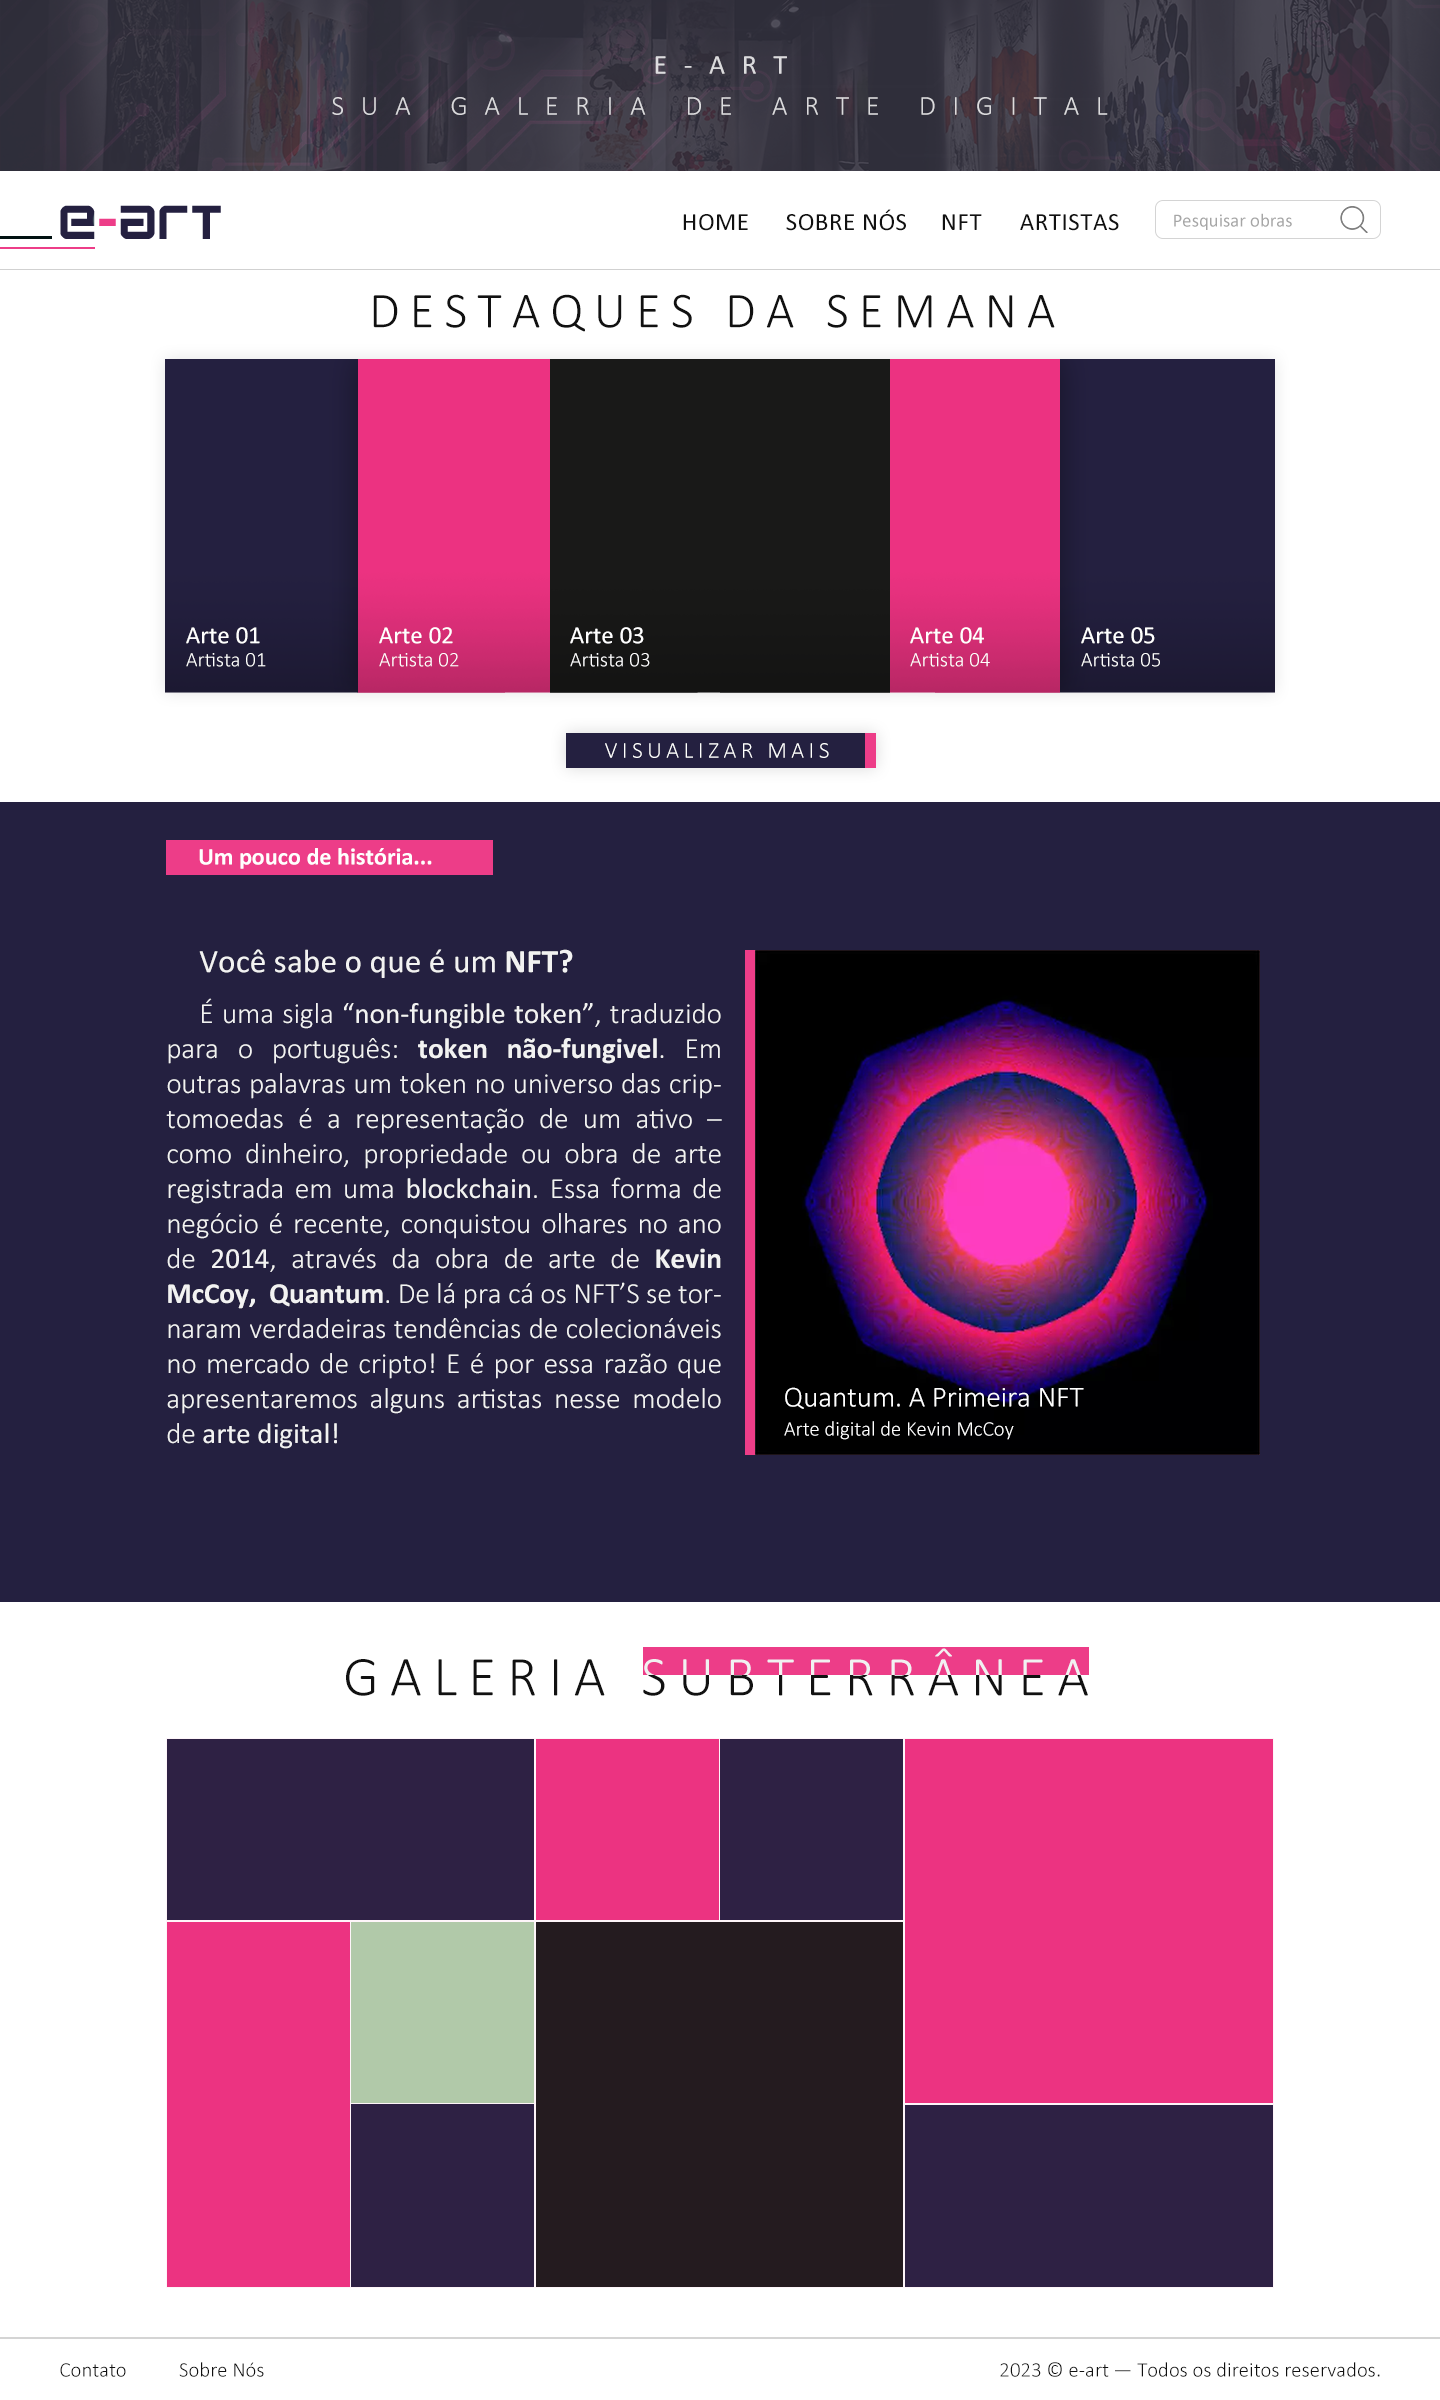 E-ART
SUA GALERIA DE ARTE DIGITAL
e-art
HOME SOBRE NÓS NFT ARTISTAS Pesquisar obras
DESTAQUES DA SEMANA
Arte 01
Artista 01
Arte 02
Artista 02
Arte 03
Artista 03
Arte 04
Artista 04
Arte 05
Artista 05
VISUALIZAR MAIS
Um pouco de história...
Você sabe o que é um NFT?
É uma sigla “non-fungible token”, traduzido
para o português: token não-fungivel. Em
outras palavras um token no universo das crip-
tomoedas é a representação de um ativo –
como dinheiro, propriedade ou obra de arte
registrada em uma blockchain. Essa forma de
negócio é recente, conquistou olhares no ano
de 2014, através da obra de arte de Kevin
McCoy, Quantum. De lá pra cá os NFT’S se tor-
naram verdadeiras tendências de colecionáveis
no mercado de cripto! E é por essa razão que
apresentaremos alguns artistas nesse modelo
de arte digital!
Quantum. A Primeira NFT
Arte digital de Kevin McCoy
GALERIA SUBTERRÂNEA
Contato Sobre Nós 2023 © e-art — Todos os direitos reservados.